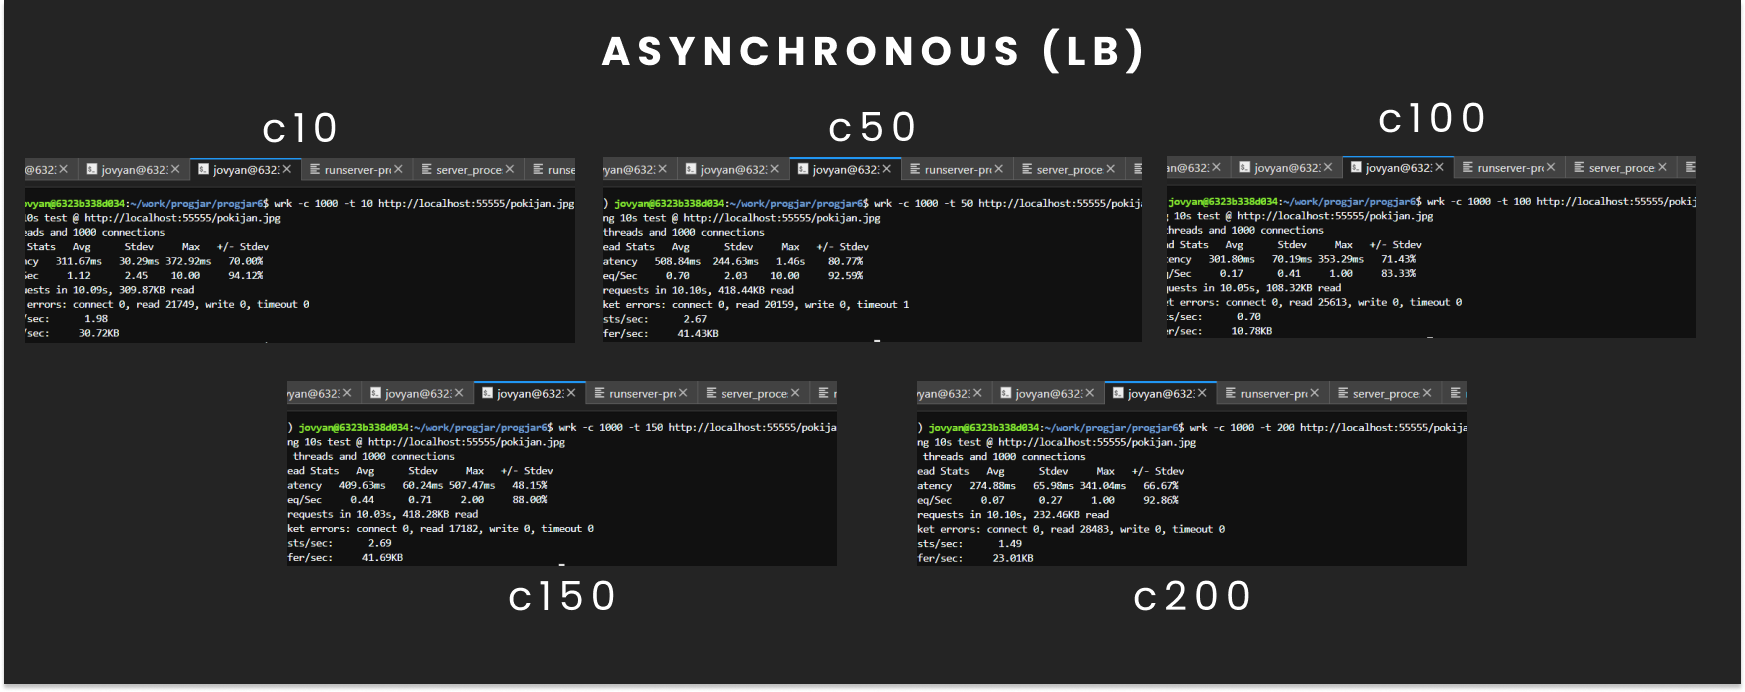 ASYNCHRONOUS (LB)
c10
@632: × jovyan@632: × jovyan@632: × runserver-pr × server_proce × runse
ovyan@6323b338d034:~/work/progjar/progjar6$ wrk -c 1000 -t 10 http://localhost:55555/pokijan.jpg
10s test @ http://localhost:55555/pokijan.jpg
eads and 1000 connections
Stats Avg Stdev Max +/- Stdev
ncy 311.67ms 30.29ms 372.92ms 70.00%
Sec 1.12 2.45 10.00 94.12%
uests in 10.09s, 309.87KB read
errors: connect 0, read 21749, write 0, timeout 0
/sec: 1.98
/sec: 30.72KB
c50
yan@632: × jovyan@632: × jovyan@632: × runserver-pr × server_proce ×
) jovyan@6323b338d034:~/work/progjar/progjar6$ wrk -c 1000 -t 50 http://localhost:55555/pokija
ng 10s test @ http://localhost:55555/pokijan.jpg
threads and 1000 connections
ead Stats Avg Stdev Max +/- Stdev
atency 508.84ms 244.63ms 1.46s 80.77%
eq/Sec 0.70 2.03 10.00 92.59%
requests in 10.10s, 418.44KB read
ket errors: connect 0, read 20159, write 0, timeout 1
sts/sec: 2.67
fer/sec: 41.43KB
c100
an@632: × jovyan@632: × jovyan@632: × runserver-pr × server_proce ×
jovyan@6323b338d034:~/work/progjar/progjar6$ wrk -c 1000 -t 100 http://localhost:55555/pokij
g 10s test @ http://localhost:55555/pokijan.jpg
threads and 1000 connections
ad Stats Avg Stdev Max +/- Stdev
ency 301.80ms 70.19ms 353.29ms 71.43%
/Sec 0.17 0.41 1.00 83.33%
quests in 10.05s, 108.32KB read
et errors: connect 0, read 25613, write 0, timeout 0
ts/sec: 0.70
er/sec: 10.78KB
yan@632: × jovyan@632: × jovyan@632: × runserver-pr × server_proce × r
) jovyan@6323b338d034:~/work/progjar/progjar6$ wrk -c 1000 -t 150 http://localhost:55555/pokija
ng 10s test @ http://localhost:55555/pokijan.jpg
threads and 1000 connections
ead Stats Avg Stdev Max +/- Stdev
atency 409.63ms 60.24ms 507.47ms 48.15%
eq/Sec 0.44 0.71 2.00 88.00%
requests in 10.03s, 418.28KB read
ket errors: connect 0, read 17182, write 0, timeout 0
sts/sec: 2.69
fer/sec: 41.69KB
c150
yan@632: × jovyan@632: × jovyan@632: × runserver-pr × server_proce ×
) jovyan@6323b338d034:~/work/progjar/progjar6$ wrk -c 1000 -t 200 http://localhost:55555/pokija
ng 10s test @ http://localhost:55555/pokijan.jpg
threads and 1000 connections
ead Stats Avg Stdev Max +/- Stdev
atency 274.88ms 65.98ms 341.04ms 66.67%
eq/Sec 0.07 0.27 1.00 92.86%
requests in 10.10s, 232.46KB read
ket errors: connect 0, read 28483, write 0, timeout 0
sts/sec: 1.49
fer/sec: 23.01KB
c200